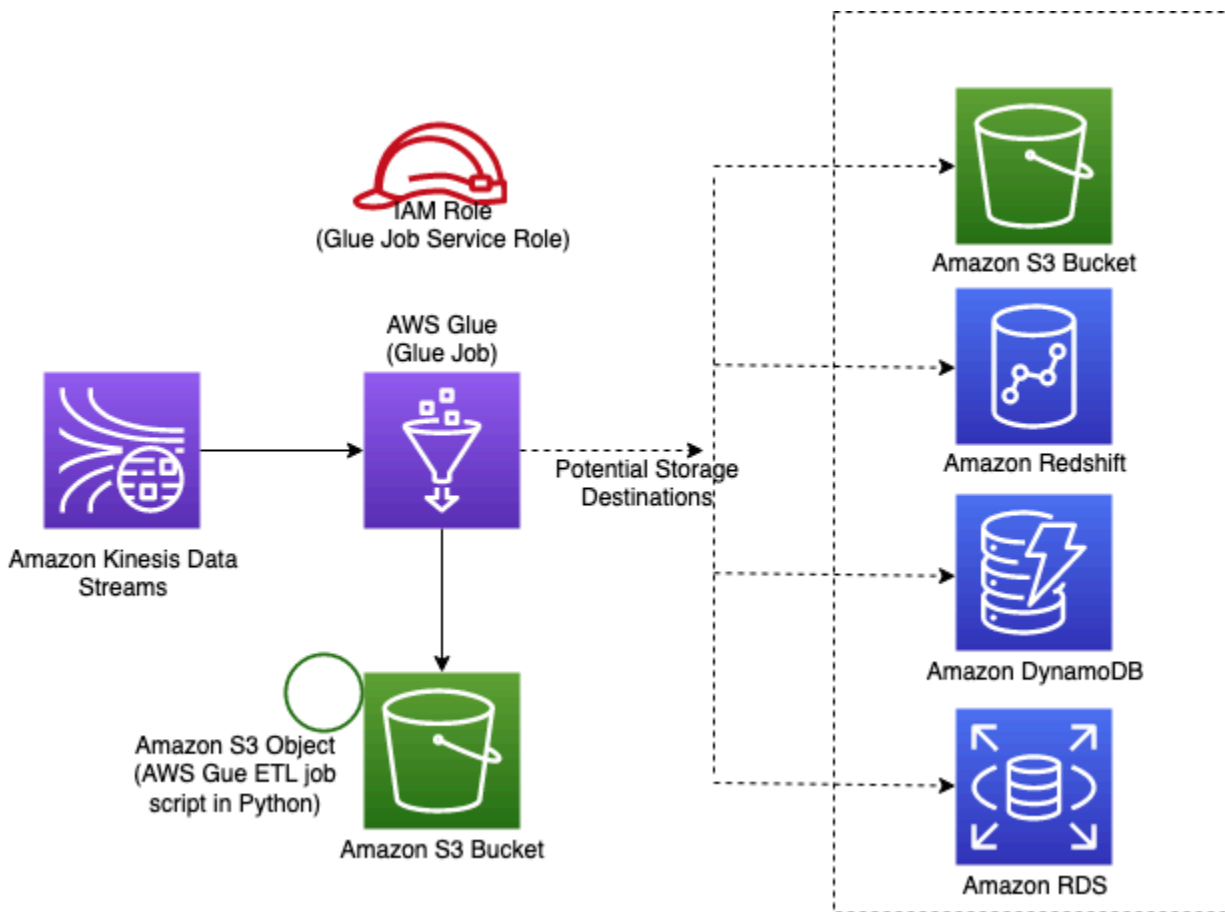 IAM Role
(Glue Job Service Role)
AWS Glue
(Glue Job)
Amazon Kinesis Data
Streams
Potential Storage
Destinations
Amazon S3 Object
(AWS Gue ETL job
script in Python)
Amazon S3 Bucket
Amazon S3 Bucket
Amazon Redshift
Amazon DynamoDB
Amazon RDS